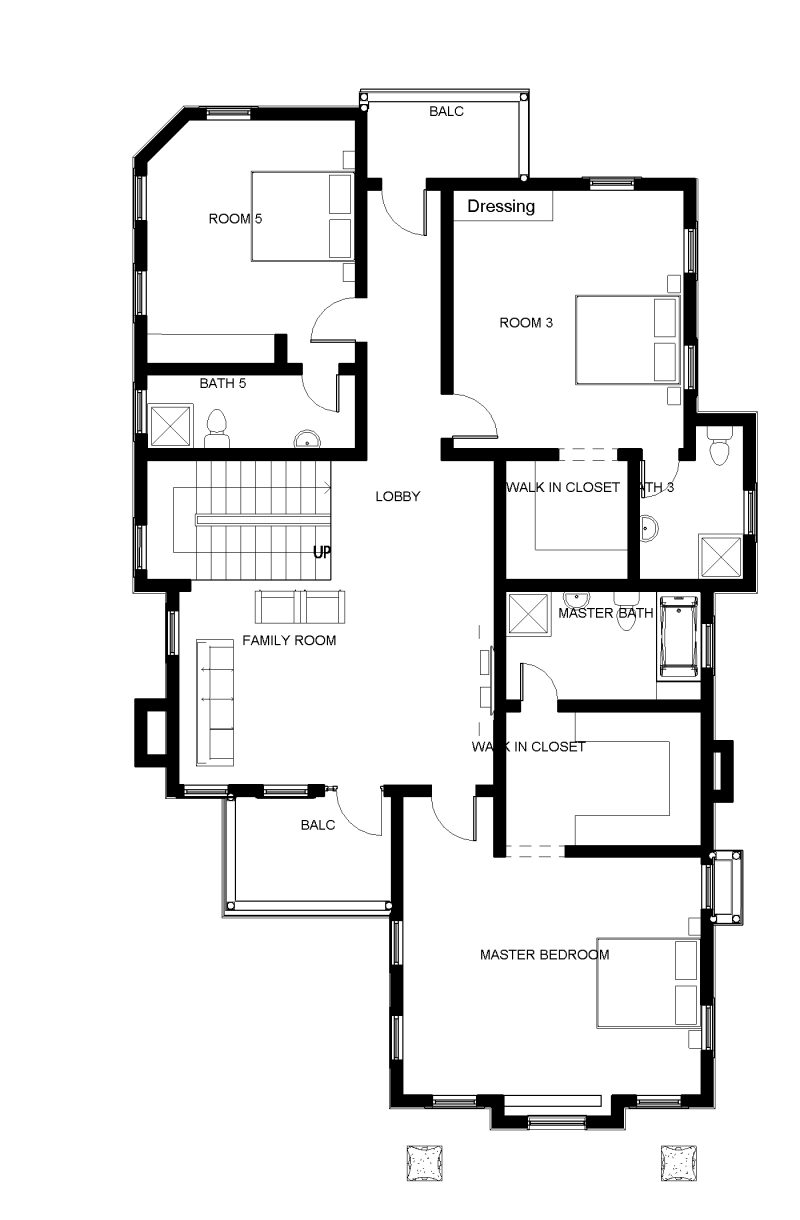 BALC
Dressing
ROOM 5
ROOM 3
BATH 5
WALK IN CLOSET
BATH 3
LOBBY
UP
MASTER BATH
FAMILY ROOM
WALK IN CLOSET
BALC
MASTER BEDROOM